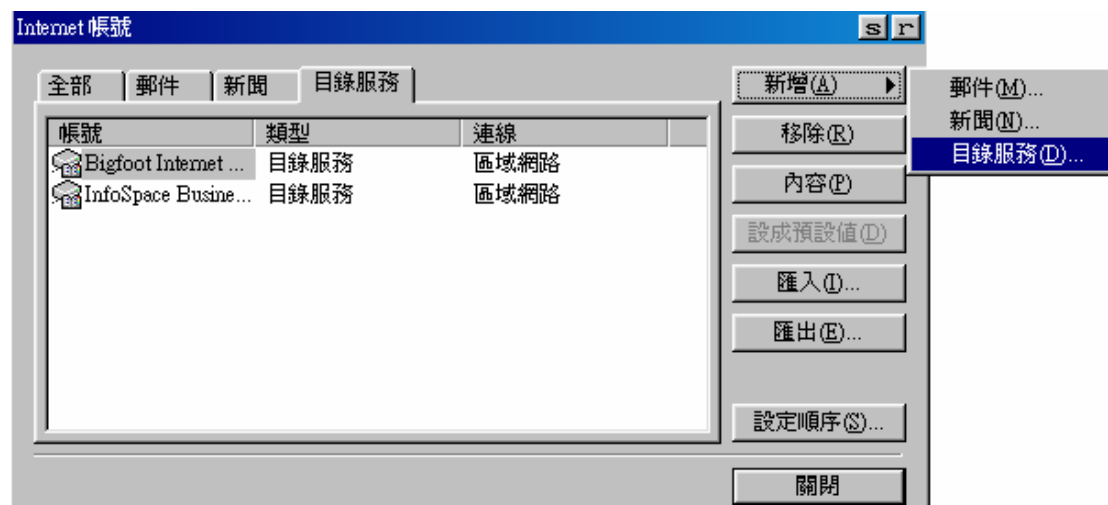 Internet 帳號 s r
全部 郵件 新聞 目錄服務
帳號 類型 連線
Bigfoot Internet ... 目錄服務 區域網路
InfoSpace Busine... 目錄服務 區域網路
新增(A)
移除(R)
內容(P)
設成預設值(D)
匯入(I)...
匯出(E)...
設定順序(S)...
關閉
郵件(M)...
新聞(N)...
目錄服務(D)...